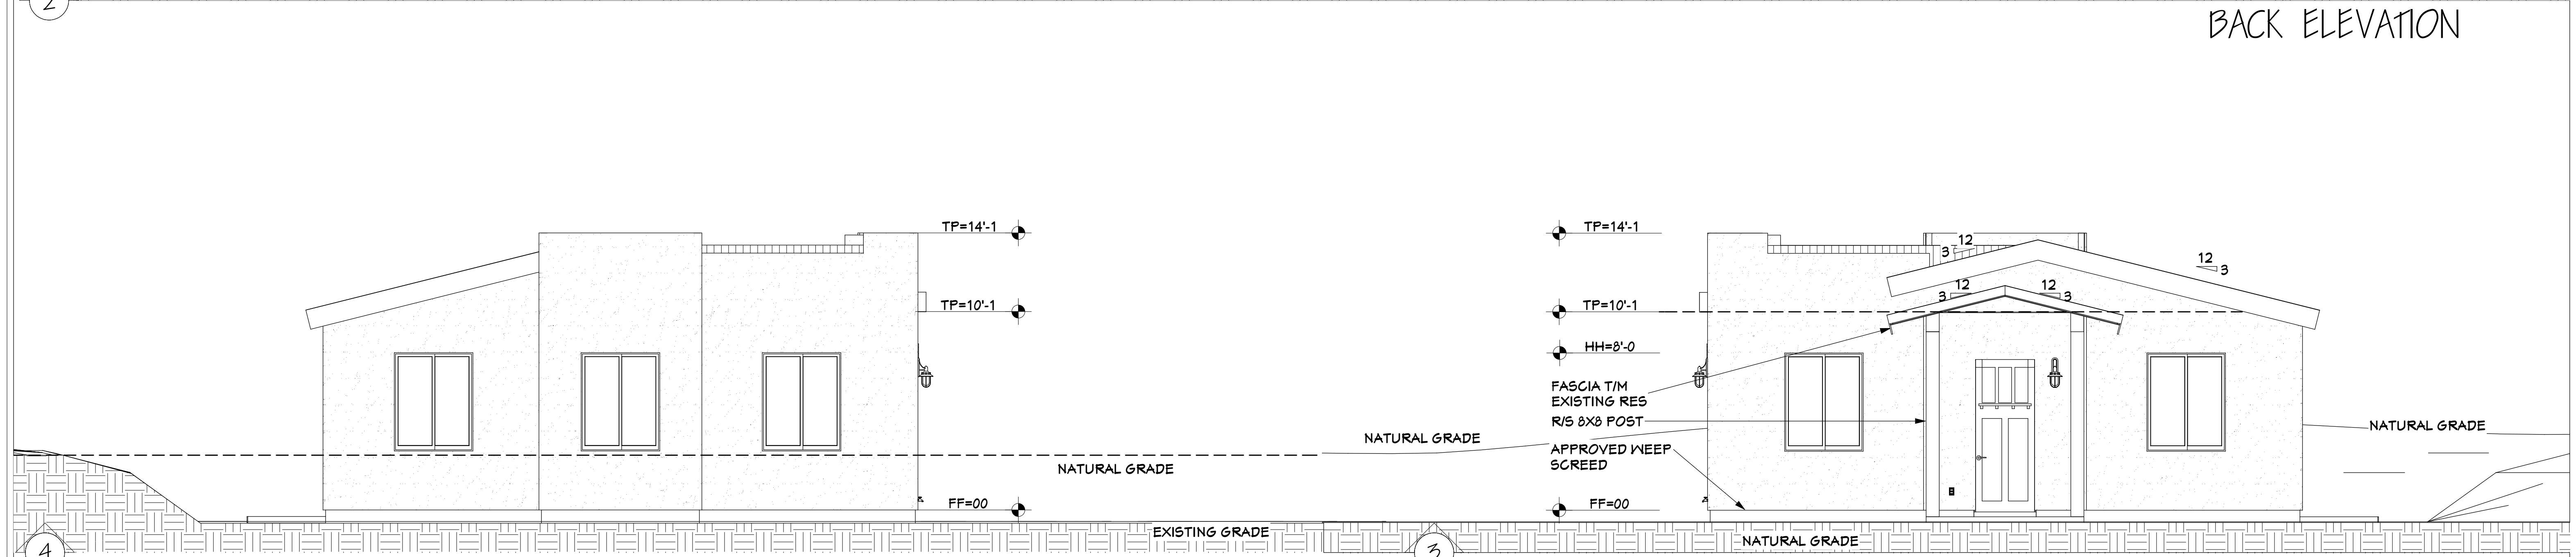 2
BACK ELEVATION
TP=14'-1
TP=10'-1
NATURAL GRADE
FF=00
EXISTING GRADE
4
TP=14'-1
TP=10'-1
HH=8'-0
FASCIA T/M
EXISTING RES
R/S 8X8 POST
APPROVED WEEP
SCREED
FF=00
NATURAL GRADE
12
3
12
3
12
3
12
3
NATURAL GRADE
NATURAL GRADE
3